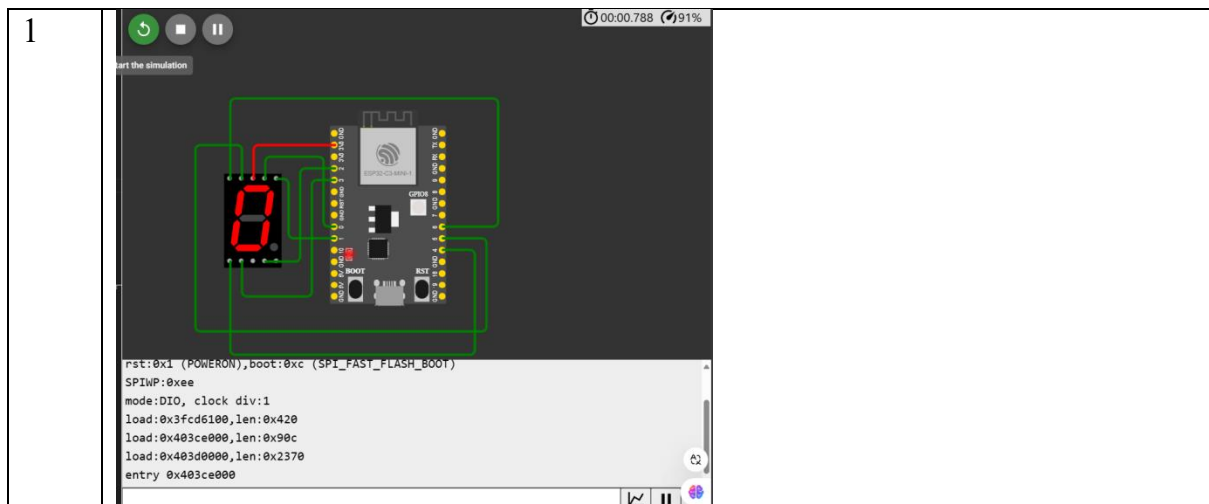 1
00:00.788 91%
tart the simulation
ESP32-C3-MINI-1
GPIO8
BOOT
RST
rst:0x1 (POWERON),boot:0xc (SPI_FAST_FLASH_BOOT)
SPIWP:0xee
mode:DIO, clock div:1
load:0x3fcd6100,len:0x420
load:0x403ce000,len:0x90c
load:0x403d0000,len:0x2370
entry 0x403ce000